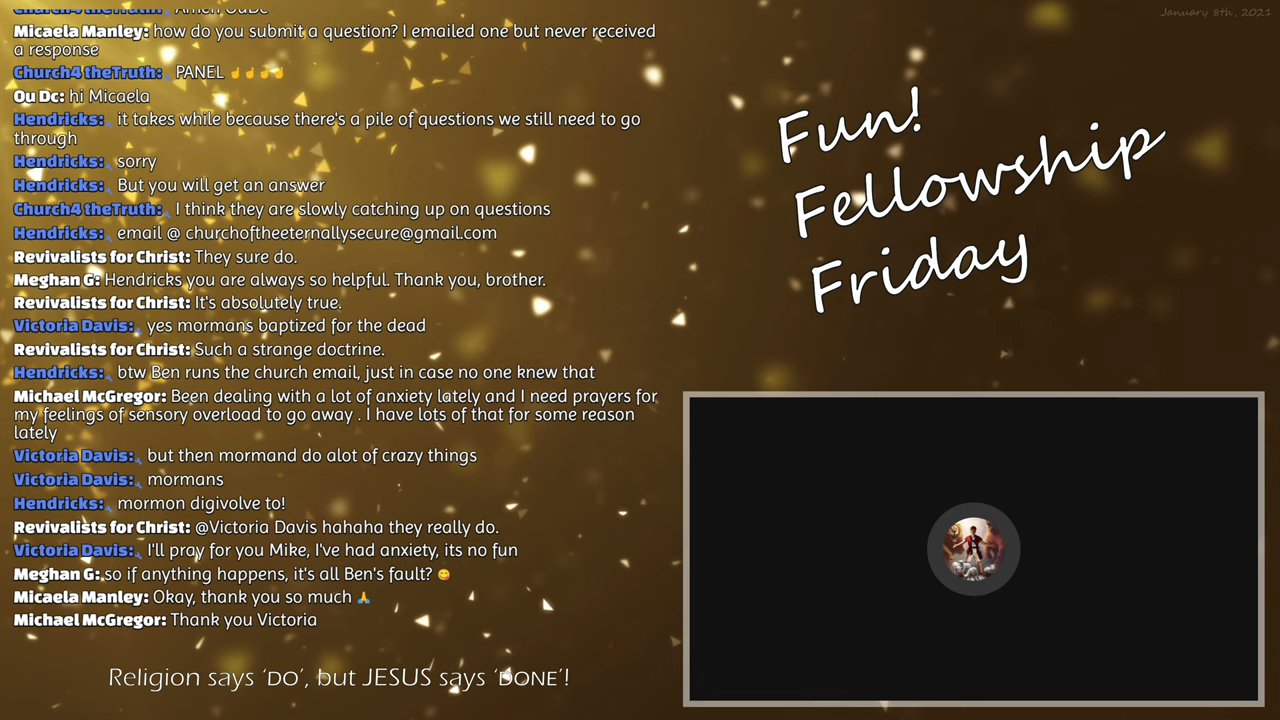 Church4theTruth: Amen OuDc
Micaela Manley: how do you submit a question? I emailed one but never received
a response
Church4theTruth: PANEL ☝️☝️☝️☝️
Ou Dc: hi Micaela
Hendricks: it takes while because there's a pile of questions we still need to go
through
Hendricks: sorry
Hendricks: But you will get an answer
Church4theTruth: I think they are slowly catching up on questions
Hendricks: email @ churchoftheeternallysecure@gmail.com
Revivalists for Christ: They sure do.
Meghan G: Hendricks you are always so helpful. Thank you, brother.
Revivalists for Christ: It's absolutely true.
Victoria Davis: yes mormans baptized for the dead
Revivalists for Christ: Such a strange doctrine.
Hendricks: btw Ben runs the church email, just in case no one knew that
Michael McGregor: Been dealing with a lot of anxiety lately and I need prayers for
my feelings of sensory overload to go away . I have lots of that for some reason
lately
Victoria Davis: but then mormand do alot of crazy things
Victoria Davis: mormans
Hendricks: mormon digivolve to!
Revivalists for Christ: @Victoria Davis hahaha they really do.
Victoria Davis: I'll pray for you Mike, I've had anxiety, its no fun
Meghan G: so if anything happens, it's all Ben's fault? 😋
Micaela Manley: Okay, thank you so much 🙏
Michael McGregor: Thank you Victoria
Religion says ‘DO’, but JESUS says ‘DONE’!
January 8th, 2021
Fun!
Fellowship
Friday